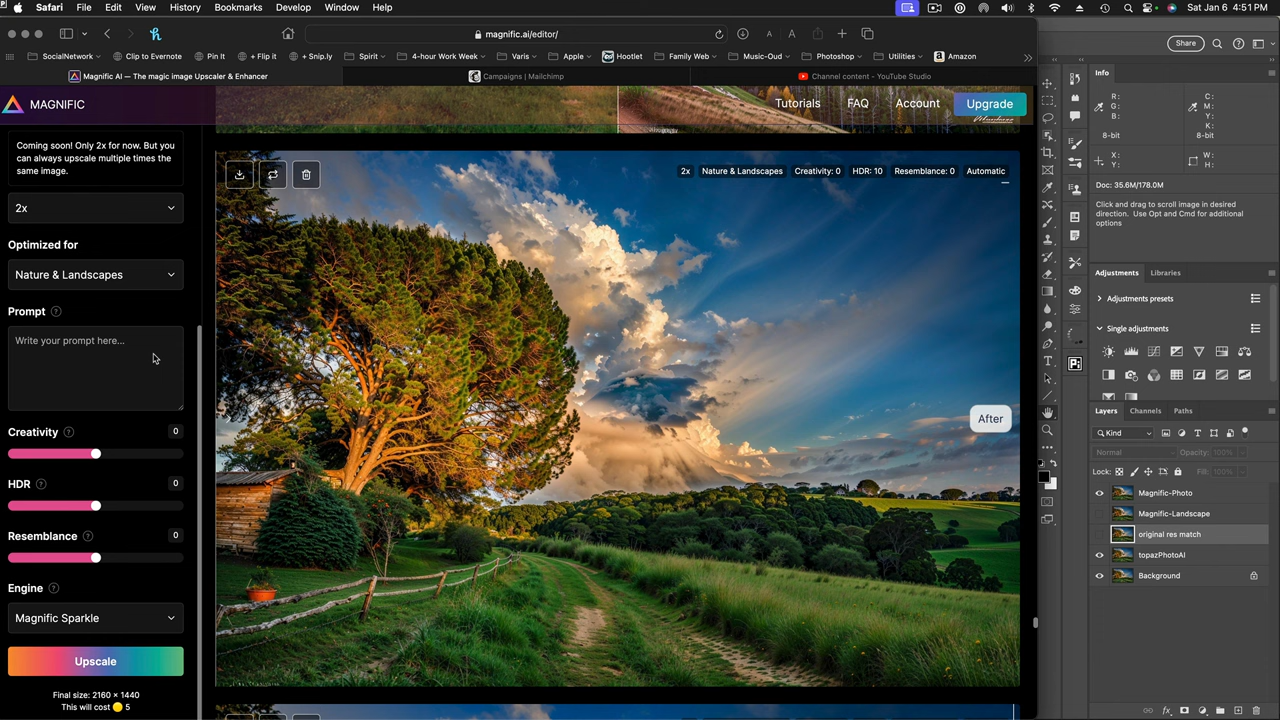 Safari File Edit View History Bookmarks Develop Window Help Sat Jan 6 4:51 PM
magnific.ai/editor/
SocialNetwork Clip to Evernote Pin It + Flip it + Snip.ly Spirit 4-hour Work Week Varis Apple Hootlet Family Web Music-Oud Photoshop Utilities Amazon
Magnific AI — The magic image Upscaler & Enhancer Campaigns | Mailchimp Channel content - YouTube Studio
MAGNIFIC Tutorials FAQ Account Upgrade
Coming soon! Only 2x for now. But you
can always upscale multiple times the
same image.
2x
Optimized for
Nature & Landscapes
Prompt
Write your prompt here...
Creativity 0
HDR 0
Resemblance 0
Engine
Magnific Sparkle
Upscale
Final size: 2160 × 1440
This will cost 5
2x Nature & Landscapes Creativity: 0 HDR: 10 Resemblance: 0 Automatic
After
Share
Info
R: C:
G: M:
B: Y:
K:
8-bit 8-bit
X: W:
Y: H:
Doc: 35.6M/178.0M
Click and drag to scroll image in desired
direction. Use Opt and Cmd for additional
options
Adjustments Libraries
Adjustments presets
Single adjustments
Layers Channels Paths
Kind
Normal Opacity: 100%
Lock: Fill: 100%
Magnific-Photo
Magnific-Landscape
original res match
topazPhotoAI
Background